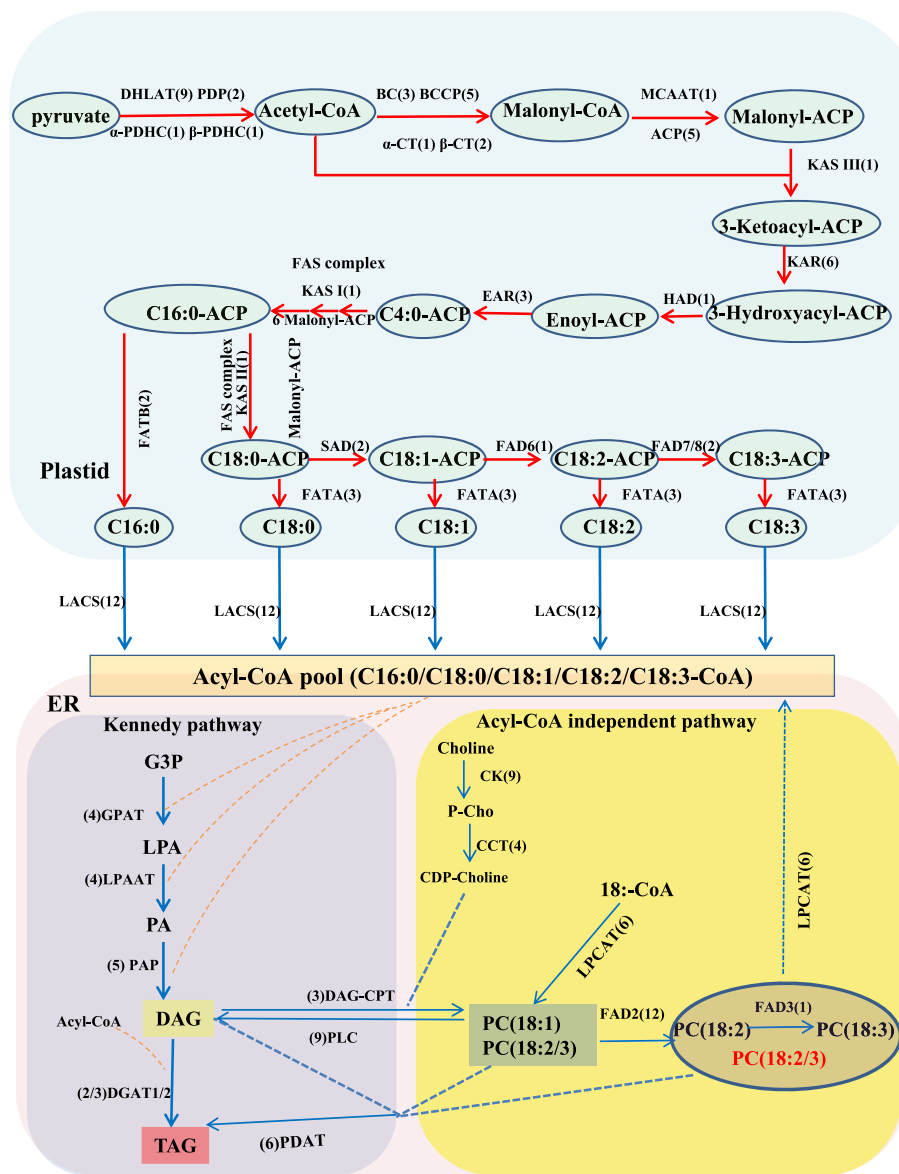 DHLAT(9) PDP(2)
pyruvate
α-PDHC(1) β-PDHC(1)
Acetyl-CoA
BC(3) BCCP(5)
α-CT(1) β-CT(2)
Malonyl-CoA
MCAAT(1)
ACP(5)
Malonyl-ACP
KAS III(1)
3-Ketoacyl-ACP
KAR(6)
3-Hydroxyacyl-ACP
HAD(1)
Enoyl-ACP
EAR(3)
C4:0-ACP
FAS complex
KAS I(1)
6 Malonyl-ACP
C16:0-ACP
FATB(2)
FAS complex
KAS II(1)
Malonyl-ACP
Plastid
C18:0-ACP
SAD(2)
C18:1-ACP
FAD6(1)
C18:2-ACP
FAD7/8(2)
C18:3-ACP
FATA(3)
FATA(3)
FATA(3)
FATA(3)
C16:0
C18:0
C18:1
C18:2
C18:3
LACS(12)
LACS(12)
LACS(12)
LACS(12)
LACS(12)
Acyl-CoA pool (C16:0/C18:0/C18:1/C18:2/C18:3-CoA)
ER
Kennedy pathway
G3P
(4)GPAT
LPA
(4)LPAAT
PA
(5) PAP
DAG
Acyl-CoA
(2/3)DGAT1/2
TAG
Acyl-CoA independent pathway
Choline
CK(9)
P-Cho
CCT(4)
CDP-Choline
18:-CoA
LPCAT(6)
LPCAT(6)
(3)DAG-CPT
(9)PLC
PC(18:1)
PC(18:2/3)
FAD2(12)
PC(18:2)
FAD3(1)
PC(18:3)
PC(18:2/3)
(6)PDAT